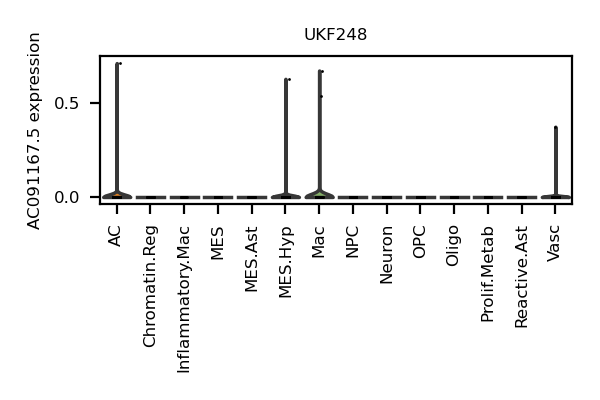 UKF248
AC091167.5 expression
0.5
0.0
AC
Chromatin.Reg
Inflammatory.Mac
MES
MES.Ast
MES.Hyp
Mac
NPC
Neuron
OPC
Oligo
Prolif.Metab
Reactive.Ast
Vasc